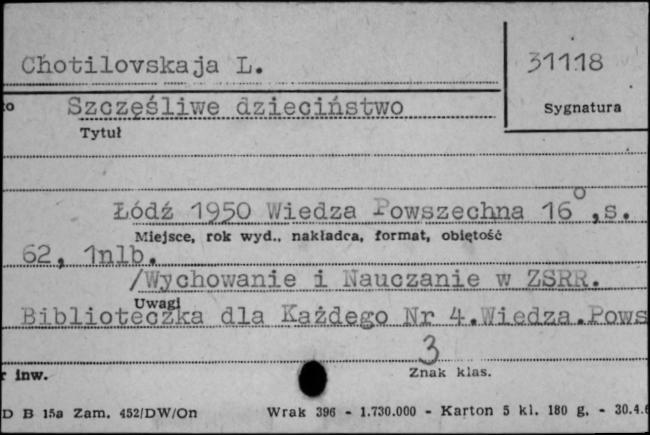 Chotilovskaja L.
31118
Szczęśliwe dzieciństwo
Sygnatura
Tytuł
Łódź 1950 Wiedza Powszechna 16°, s.
Miejsce, rok wyd., nakładca, format, obiętość
62, 1nlb.
/Wychowanie i Nauczanie w ZSRR.
Uwagi
Biblioteczka dla Każdego Nr 4.Wiedza.Pows
3
r inw.
Znak klas.
D B 15a Zam. 452/DW/On Wrak 396 - 1.730.000 - Karton 5 kl. 180 g. - 30.4.6